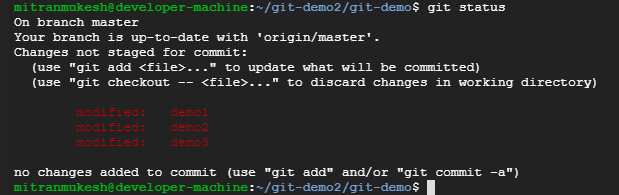 mitranmukesh@developer-machine:~/git-demo2/git-demo$ git status
On branch master
Your branch is up-to-date with 'origin/master'.
Changes not staged for commit:
  (use "git add <file>..." to update what will be committed)
  (use "git checkout -- <file>..." to discard changes in working directory)

        modified:   demo1
        modified:   demo2
        modified:   demo3

no changes added to commit (use "git add" and/or "git commit -a")
mitranmukesh@developer-machine:~/git-demo2/git-demo$